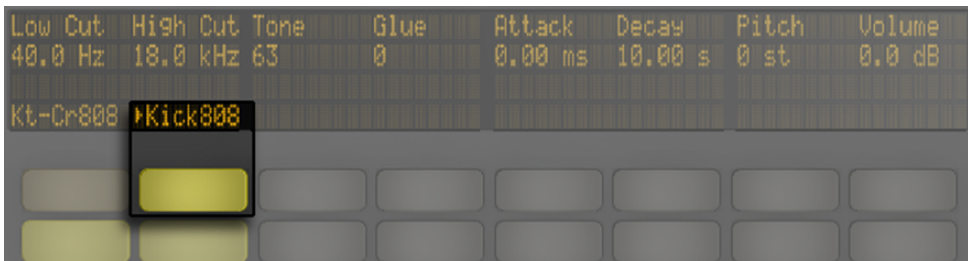 Low Cut High Cut Tone Glue Attack Decay Pitch Volume
40.0 Hz 18.0 kHz 63 0 0.00 ms 10.00 s 0 st 0.0 dB
Kt-Cr808 Kick808